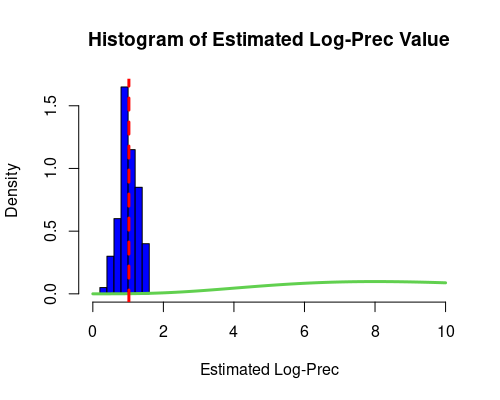 Histogram of Estimated Log-Prec Value
Density
1.5
1.0
0.5
0.0
0 2 4 6 8 10
Estimated Log-Prec